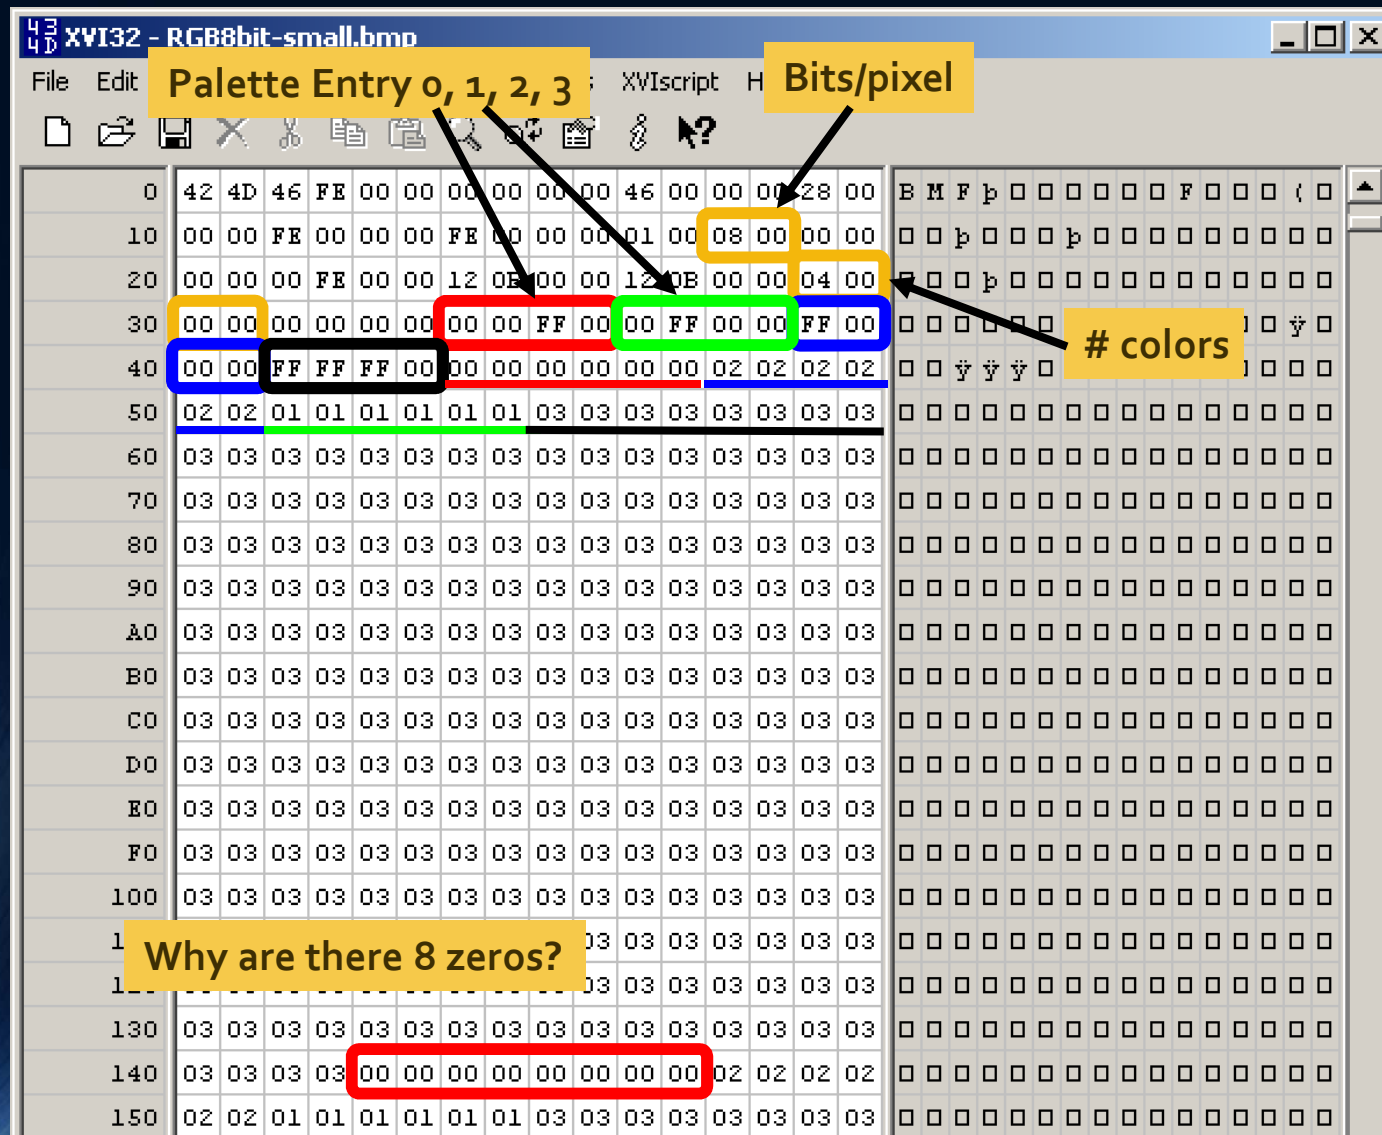 XVI32 - RGB8bit-small.bmp
File Edit XVIscript
Palette Entry 0, 1, 2, 3
Bits/pixel
0 42 4D 46 FE 00 00 00 00 00 00 46 00 00 00 28 00 B M F þ F (
10 00 00 FE 00 00 00 FE 00 00 00 01 00 08 00 00 00 þ þ
20 00 00 00 FE 00 00 12 0B 00 00 12 0B 00 00 04 00 þ
30 00 00 00 00 00 00 00 00 FF 00 00 FF 00 00 FF 00 ÿ
# colors
40 00 00 FF FF FF 00 00 00 00 00 00 00 02 02 02 02 ÿ ÿ ÿ
50 02 02 01 01 01 01 01 01 03 03 03 03 03 03 03 03
60 03 03 03 03 03 03 03 03 03 03 03 03 03 03 03 03
70 03 03 03 03 03 03 03 03 03 03 03 03 03 03 03 03
80 03 03 03 03 03 03 03 03 03 03 03 03 03 03 03 03
90 03 03 03 03 03 03 03 03 03 03 03 03 03 03 03 03
A0 03 03 03 03 03 03 03 03 03 03 03 03 03 03 03 03
B0 03 03 03 03 03 03 03 03 03 03 03 03 03 03 03 03
C0 03 03 03 03 03 03 03 03 03 03 03 03 03 03 03 03
D0 03 03 03 03 03 03 03 03 03 03 03 03 03 03 03 03
E0 03 03 03 03 03 03 03 03 03 03 03 03 03 03 03 03
F0 03 03 03 03 03 03 03 03 03 03 03 03 03 03 03 03
100 03 03 03 03 03 03 03 03 03 03 03 03 03 03 03 03
03 03 03 03 03 03 03
Why are there 8 zeros?
03 03 03 03 03 03 03
130 03 03 03 03 03 03 03 03 03 03 03 03 03 03 03 03
140 03 03 03 03 00 00 00 00 00 00 00 00 02 02 02 02
150 02 02 01 01 01 01 01 01 03 03 03 03 03 03 03 03